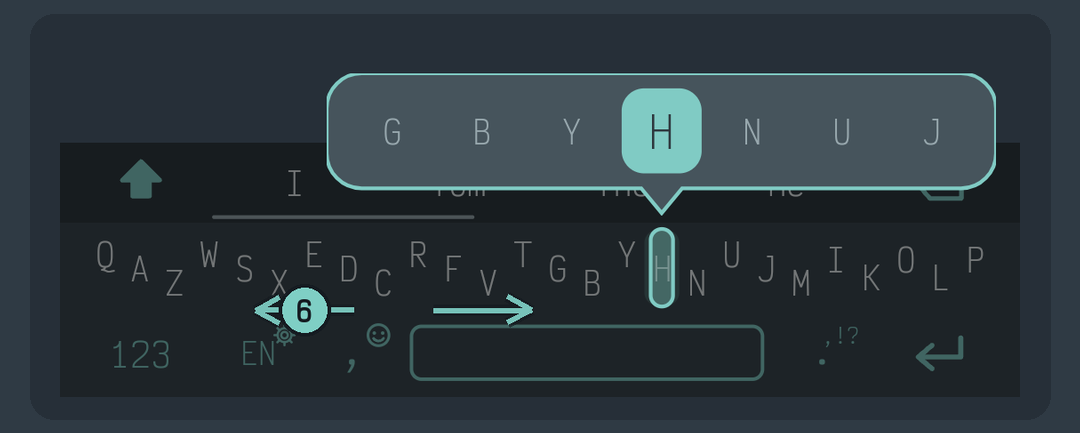 G B Y H N U J
I
Q A Z W S X E D C R F V T G B Y H N U J M I K O L P
6
123 EN , . ,!?